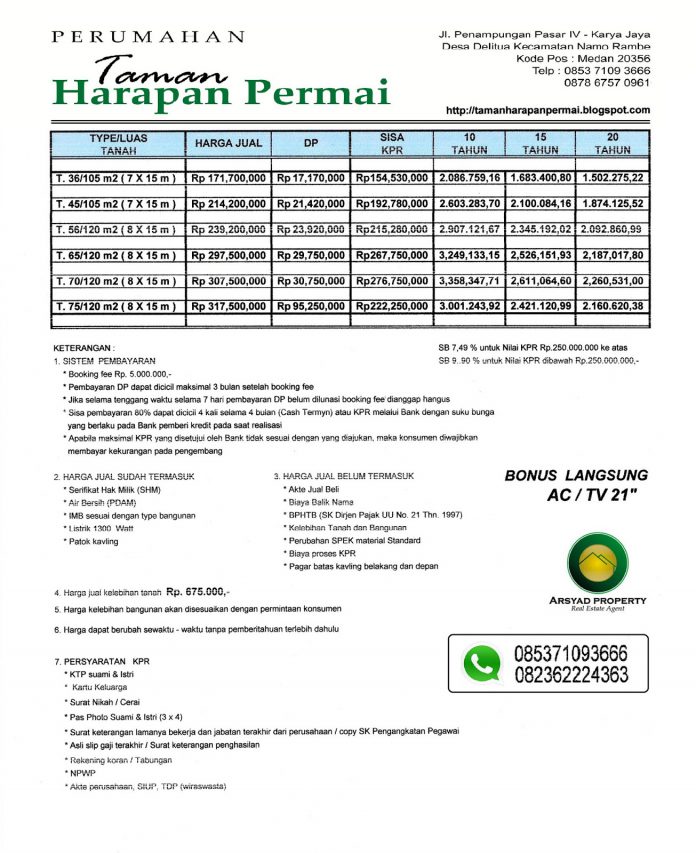 PERUMAHAN
Taman
Harapan Permai
Jl. Penampungan Pasar IV - Karya Jaya
Desa Delitua Kecamatan Namo Rambe
Kode Pos : Medan 20356
Telp : 0853 7109 3666
0878 6757 0961
http://tamanharapanpermai.blogspot.com
TYPE/LUAS TANAH HARGA JUAL DP SISA KPR 10 TAHUN 15 TAHUN 20 TAHUN
T. 36/105 m2 ( 7 X 15 m ) Rp 171,700,000 Rp 17,170,000 Rp154,530,000 2.086.759,16 1.683.400,80 1.502.275,22
T. 45/105 m2 ( 7 X 15 m ) Rp 214,200,000 Rp 21,420,000 Rp192,780,000 2.603.283,70 2.100.084,16 1.874.125,52
T. 56/120 m2 ( 8 X 15 m ) Rp 239,200,000 Rp 23,920,000 Rp215,280,000 2.907.121,67 2.345.192,02 2.092.860,99
T. 65/120 m2 ( 8 X 15 m ) Rp 297,500,000 Rp 29,750,000 Rp267,750,000 3,249,133,15 2,526,151,93 2,187,017,80
T. 70/120 m2 ( 8 X 15 m ) Rp 307,500,000 Rp 30,750,000 Rp276,750,000 3,358,347,71 2,611,064,60 2,260,531,00
T. 75/120 m2 ( 8 X 15 m ) Rp 317,500,000 Rp 95,250,000 Rp222,250,000 3.001.243,92 2.421.120,99 2.160.620,38
KETERANGAN :
SB 7,49 % untuk Nilai KPR Rp.250.000.000 ke atas
SB 9..90 % untuk Nilai KPR dibawah Rp.250,000,000,-
1. SISTEM PEMBAYARAN
* Booking fee Rp. 5.000.000,-
* Pembayaran DP dapat dicicil maksimal 3 bulan setelah booking fee
* Jika selama tenggang waktu selama 7 hari pembayaran DP belum dilunasi booking fee dianggap hangus
* Sisa pembayaran 80% dapat dicicil 4 kali selama 4 bulan (Cash Termyn) atau KPR melalui Bank dengan suku bunga
yang berlaku pada Bank pemberi kredit pada saat realisasi
* Apabila maksimal KPR yang disetujui oleh Bank tidak sesuai dengan yang diajukan, maka konsumen diwajibkan
membayar kekurangan pada pengembang
2. HARGA JUAL SUDAH TERMASUK
* Serifikat Hak Milik (SHM)
* Air Bersih (PDAM)
* IMB sesuai dengan type bangunan
* Listrik 1300 Watt
* Patok kavling
3. HARGA JUAL BELUM TERMASUK
* Akte Jual Beli
* Biaya Balik Nama
* BPHTB (SK Dirjen Pajak UU No. 21 Thn. 1997)
* Kelebihan Tanah dan Bangunan
* Perubahan SPEK material Standard
* Biaya proses KPR
* Pagar batas kavling belakang dan depan
BONUS LANGSUNG
AC / TV 21"
ARSYAD PROPERTY
Real Estate Agent
4. Harga jual kelebihan tanah Rp. 675.000,-
5. Harga kelebihan bangunan akan disesuaikan dengan permintaan konsumen
6. Harga dapat berubah sewaktu - waktu tanpa pemberitahuan terlebih dahulu
085371093666
082362224363
7. PERSYARATAN KPR
* KTP suami & Istri
* Kartu Keluarga
* Surat Nikah / Cerai
* Pas Photo Suami & Istri (3 x 4)
* Surat keterangan lamanya bekerja dan jabatan terakhir dari perusahaan / copy SK Pengangkatan Pegawai
* Asli slip gaji terakhir / Surat keterangan penghasilan
* Rekening koran / Tabungan
* NPWP
* Akte perusahaan, SIUP, TDP (wiraswasta)